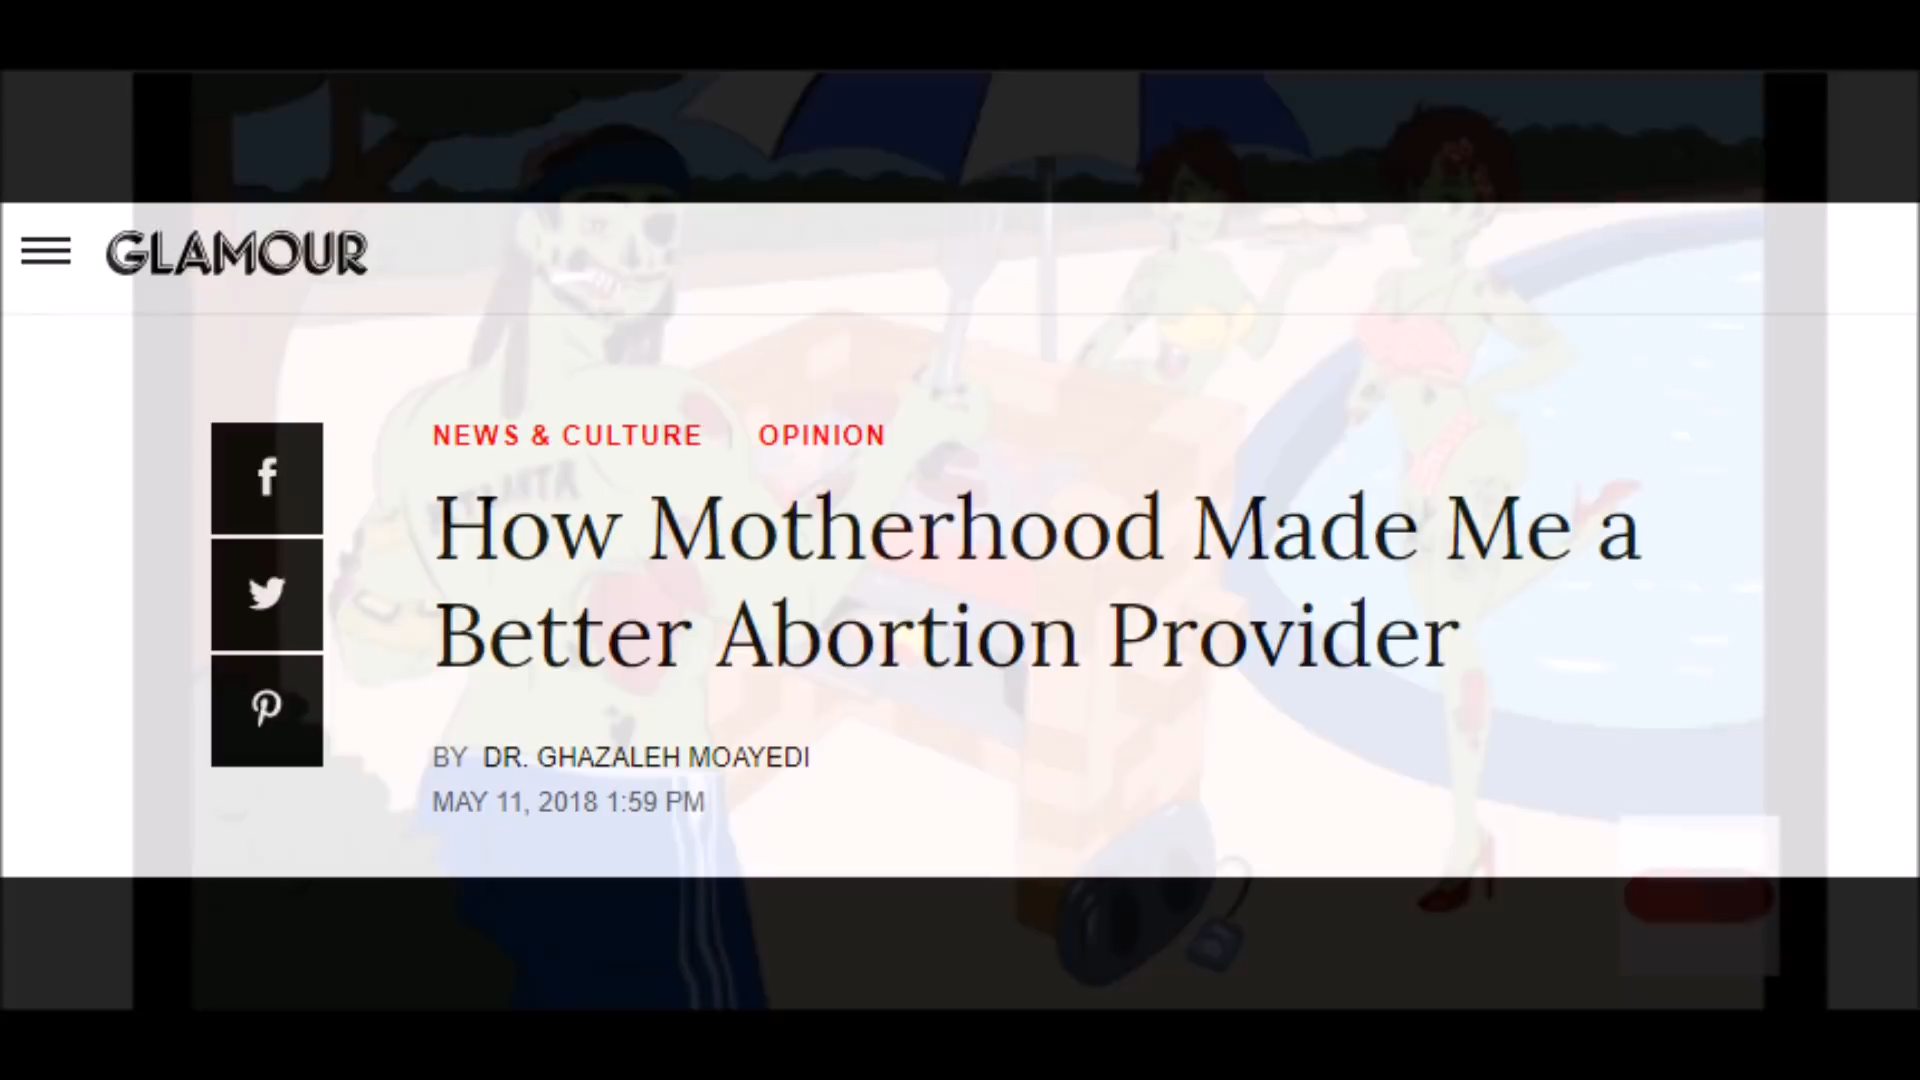 GLAMOUR
NEWS & CULTURE | OPINION
How Motherhood Made Me a
Better Abortion Provider
BY DR. GHAZALEH MOAYEDI
MAY 11, 2018 1:59 PM